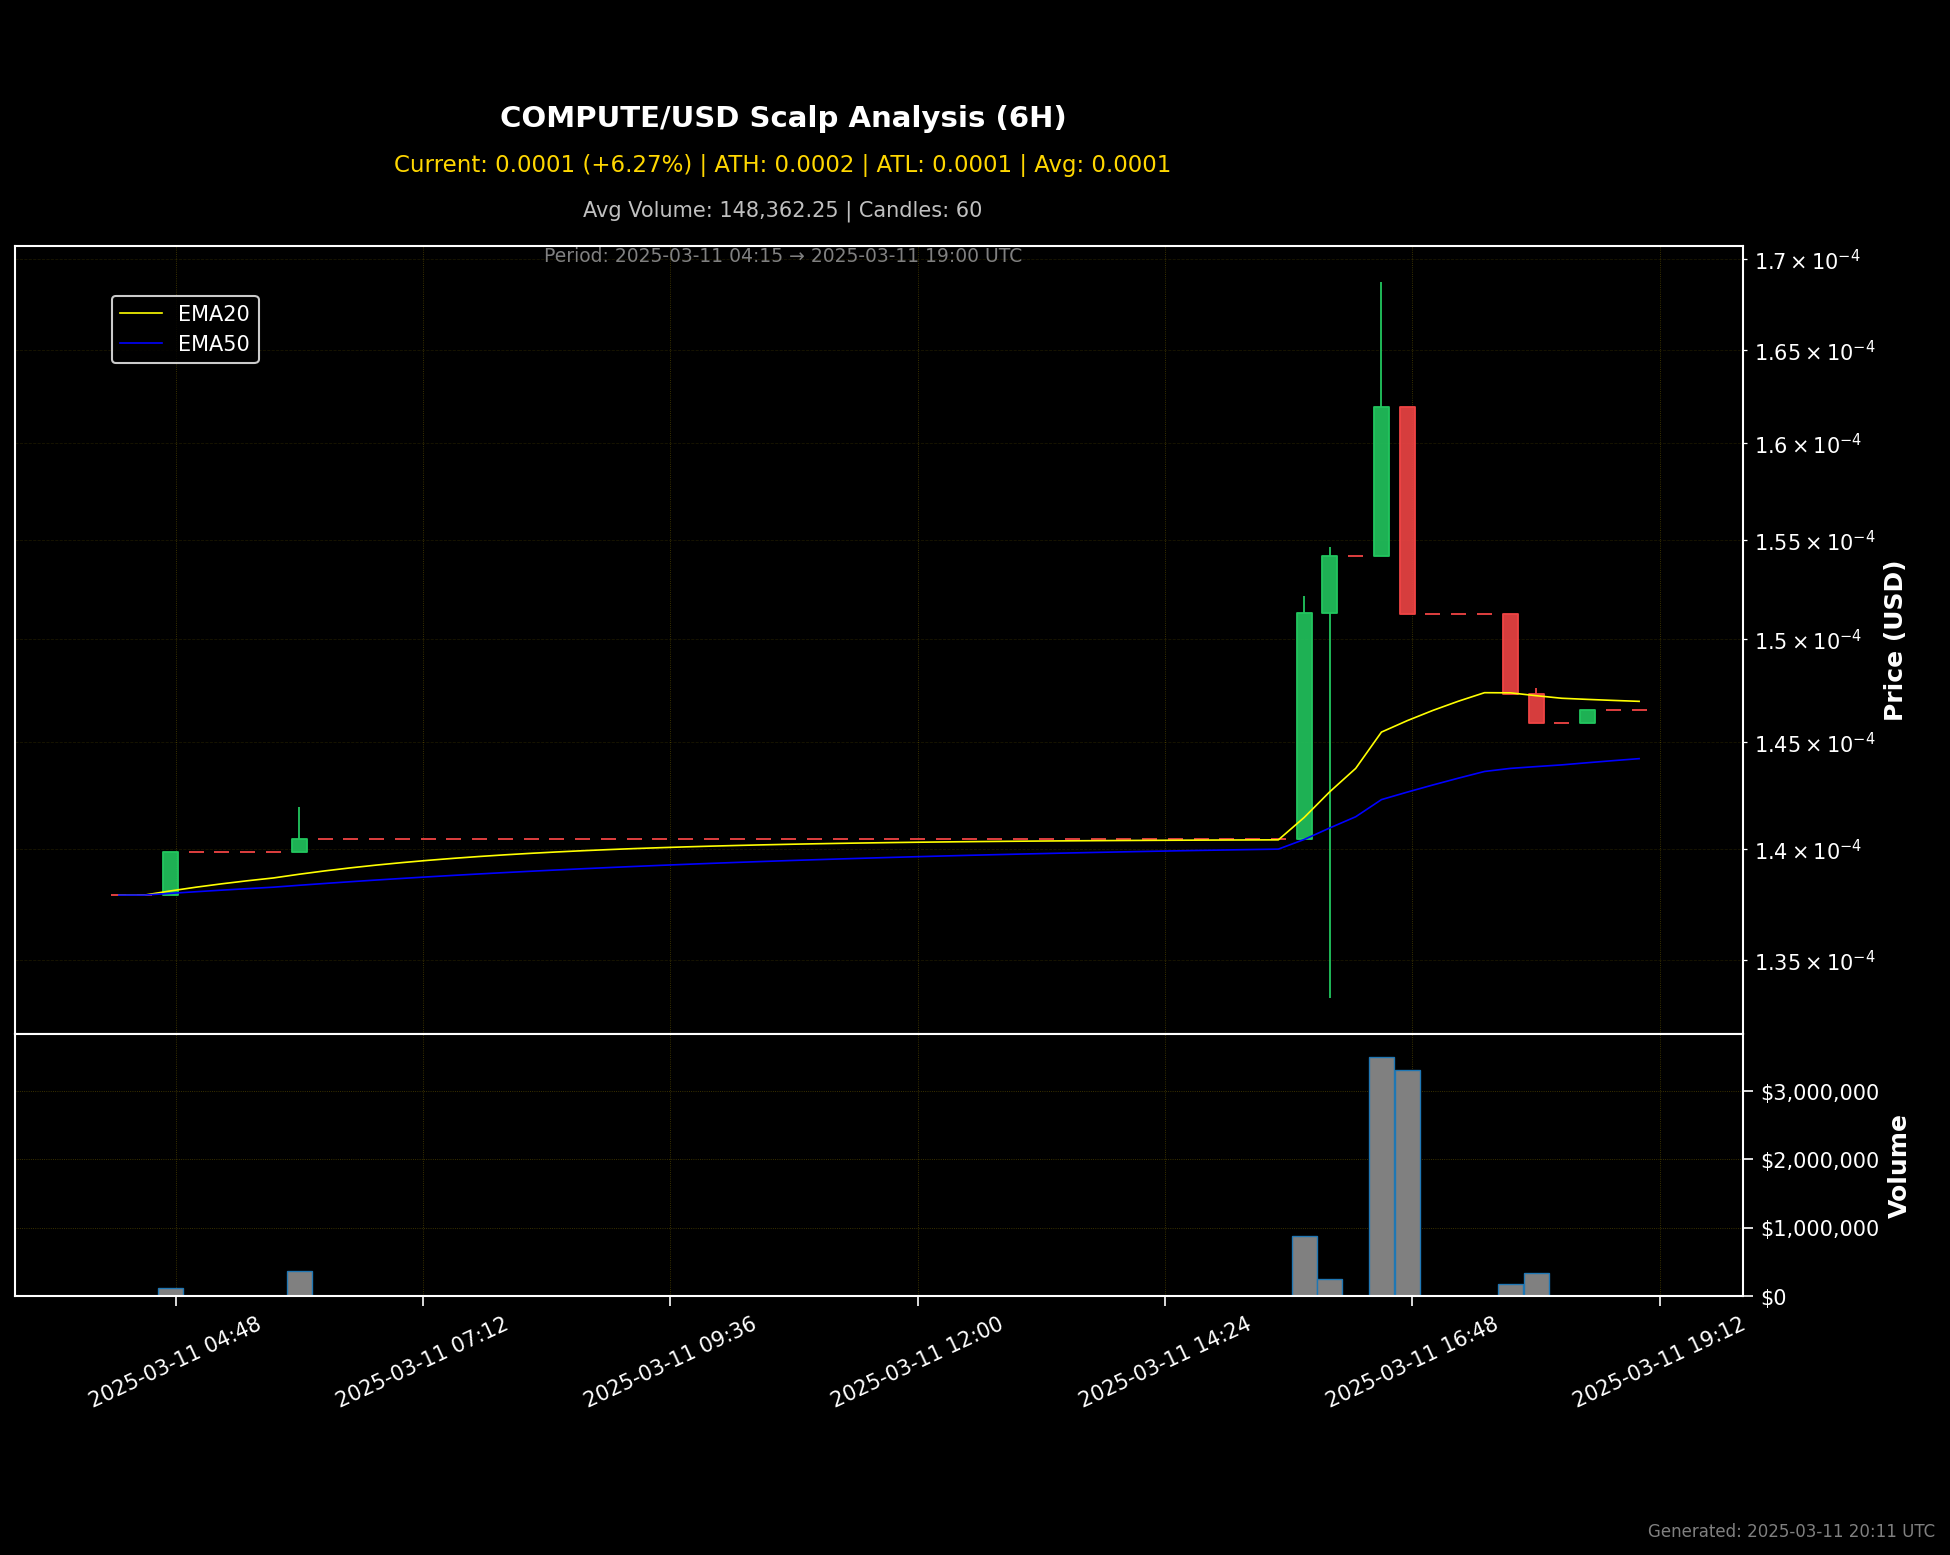 COMPUTE/USD Scalp Analysis (6H)
Current: 0.0001 (+6.27%) | ATH: 0.0002 | ATL: 0.0001 | Avg: 0.0001
Avg Volume: 148,362.25 | Candles: 60
Period: 2025-03-11 04:15 → 2025-03-11 19:00 UTC
EMA20
EMA50
1.7 × 10⁻⁴
1.65 × 10⁻⁴
1.6 × 10⁻⁴
1.55 × 10⁻⁴
1.5 × 10⁻⁴
1.45 × 10⁻⁴
1.4 × 10⁻⁴
1.35 × 10⁻⁴
Price (USD)
$3,000,000
$2,000,000
$1,000,000
$0
Volume
2025-03-11 04:48
2025-03-11 07:12
2025-03-11 09:36
2025-03-11 12:00
2025-03-11 14:24
2025-03-11 16:48
2025-03-11 19:12
Generated: 2025-03-11 20:11 UTC